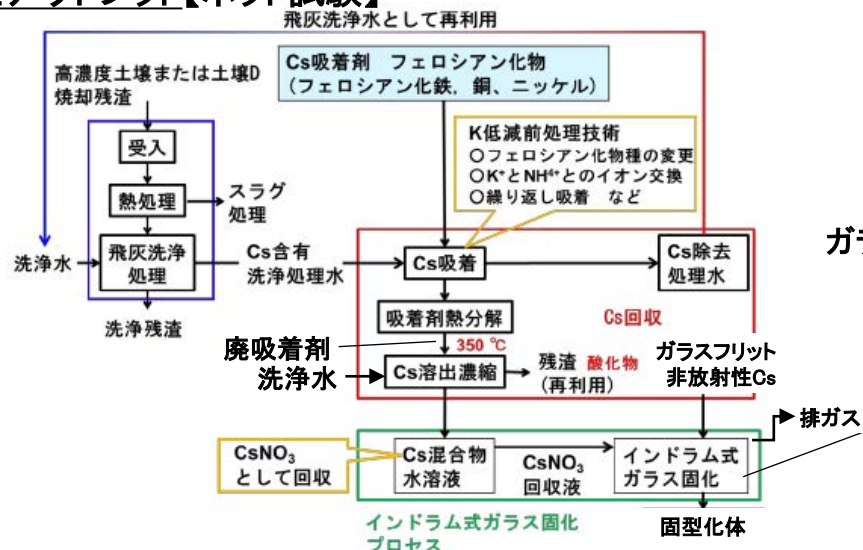 【ホット試験】
飛灰洗浄水として再利用
Cs吸着剤 フェロシアン化物
(フェロシアン化鉄、銅、ニッケル)
高濃度土壌または土壌D
焼却残渣
K低減前処理技術
○フェロシアン化物種の変更
○K⁺とNH⁴⁺とのイオン交換
○繰り返し吸着 など
受入
熱処理
スラグ
処理
洗浄水
飛灰洗浄
処理
Cs含有
洗浄処理水
Cs吸着
Cs除去
処理水
ガラ
洗浄残渣
吸着剤熱分解
Cs回収
廃吸着剤
350 ℃
洗浄水
Cs溶出濃縮
残渣 酸化物
(再利用)
ガラスフリット
非放射性Cs
排ガス
CsNO₃
として回収
Cs混合物
水溶液
CsNO₃
回収液
インドラム式
ガラス固化
インドラム式ガラス固化
プロセス
固型化体